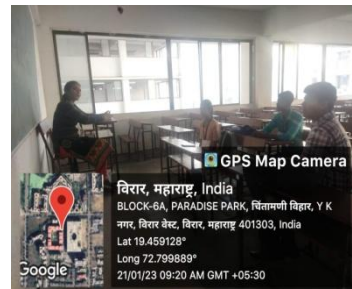 GPS Map Camera
विरार, महाराष्ट्र, India
BLOCK-6A, PARADISE PARK, चिंतामणी विहार, Y K
नगर, विरार वेस्ट, विरार, महाराष्ट्र 401303, India
Lat 19.459128°
Long 72.799889°
21/01/23 09:20 AM GMT +05:30
Google